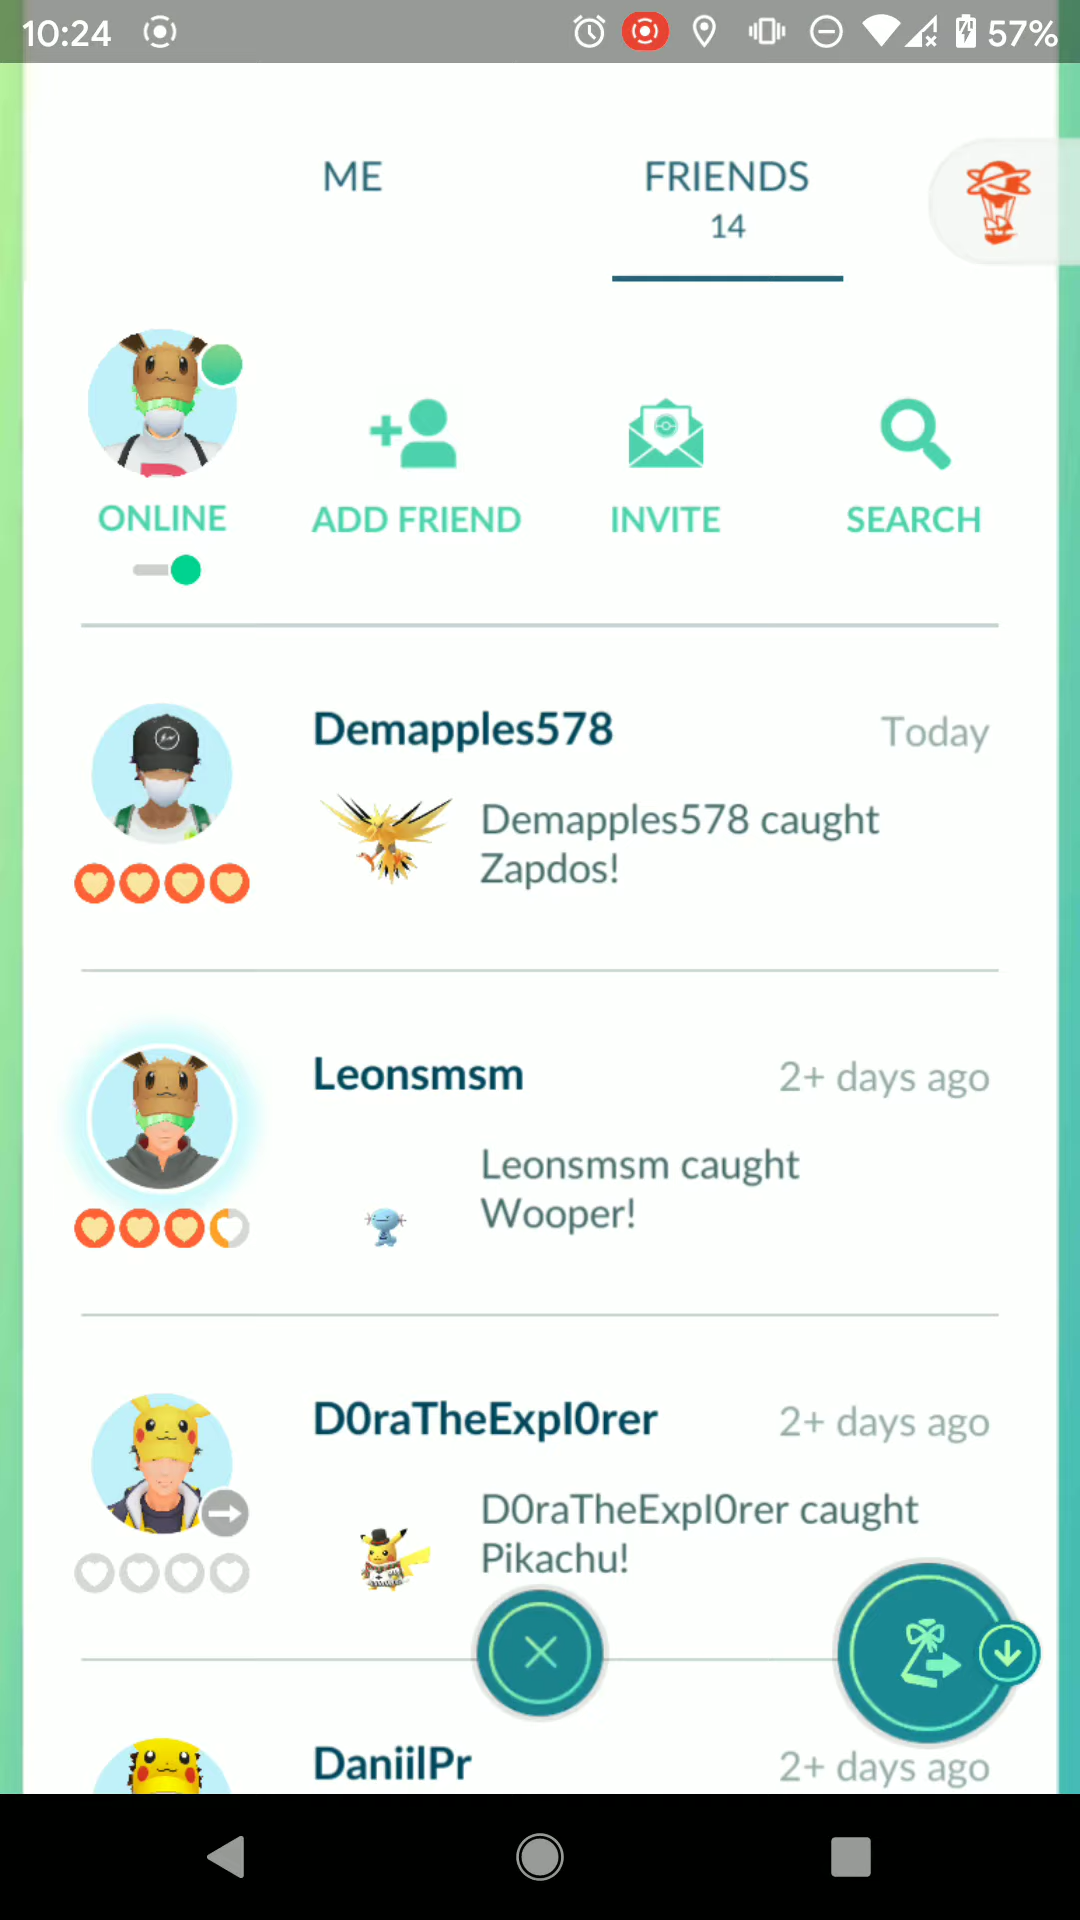 10:24
57%
ME
FRIENDS
14
ONLINE
ADD FRIEND
INVITE
SEARCH
Demapples578
Today
Demapples578 caught
Zapdos!
Leonsmsm
2+ days ago
Leonsmsm caught
Wooper!
D0raTheExpl0rer
2+ days ago
D0raTheExpl0rer caught
Pikachu!
DaniilPr
2+ days ago